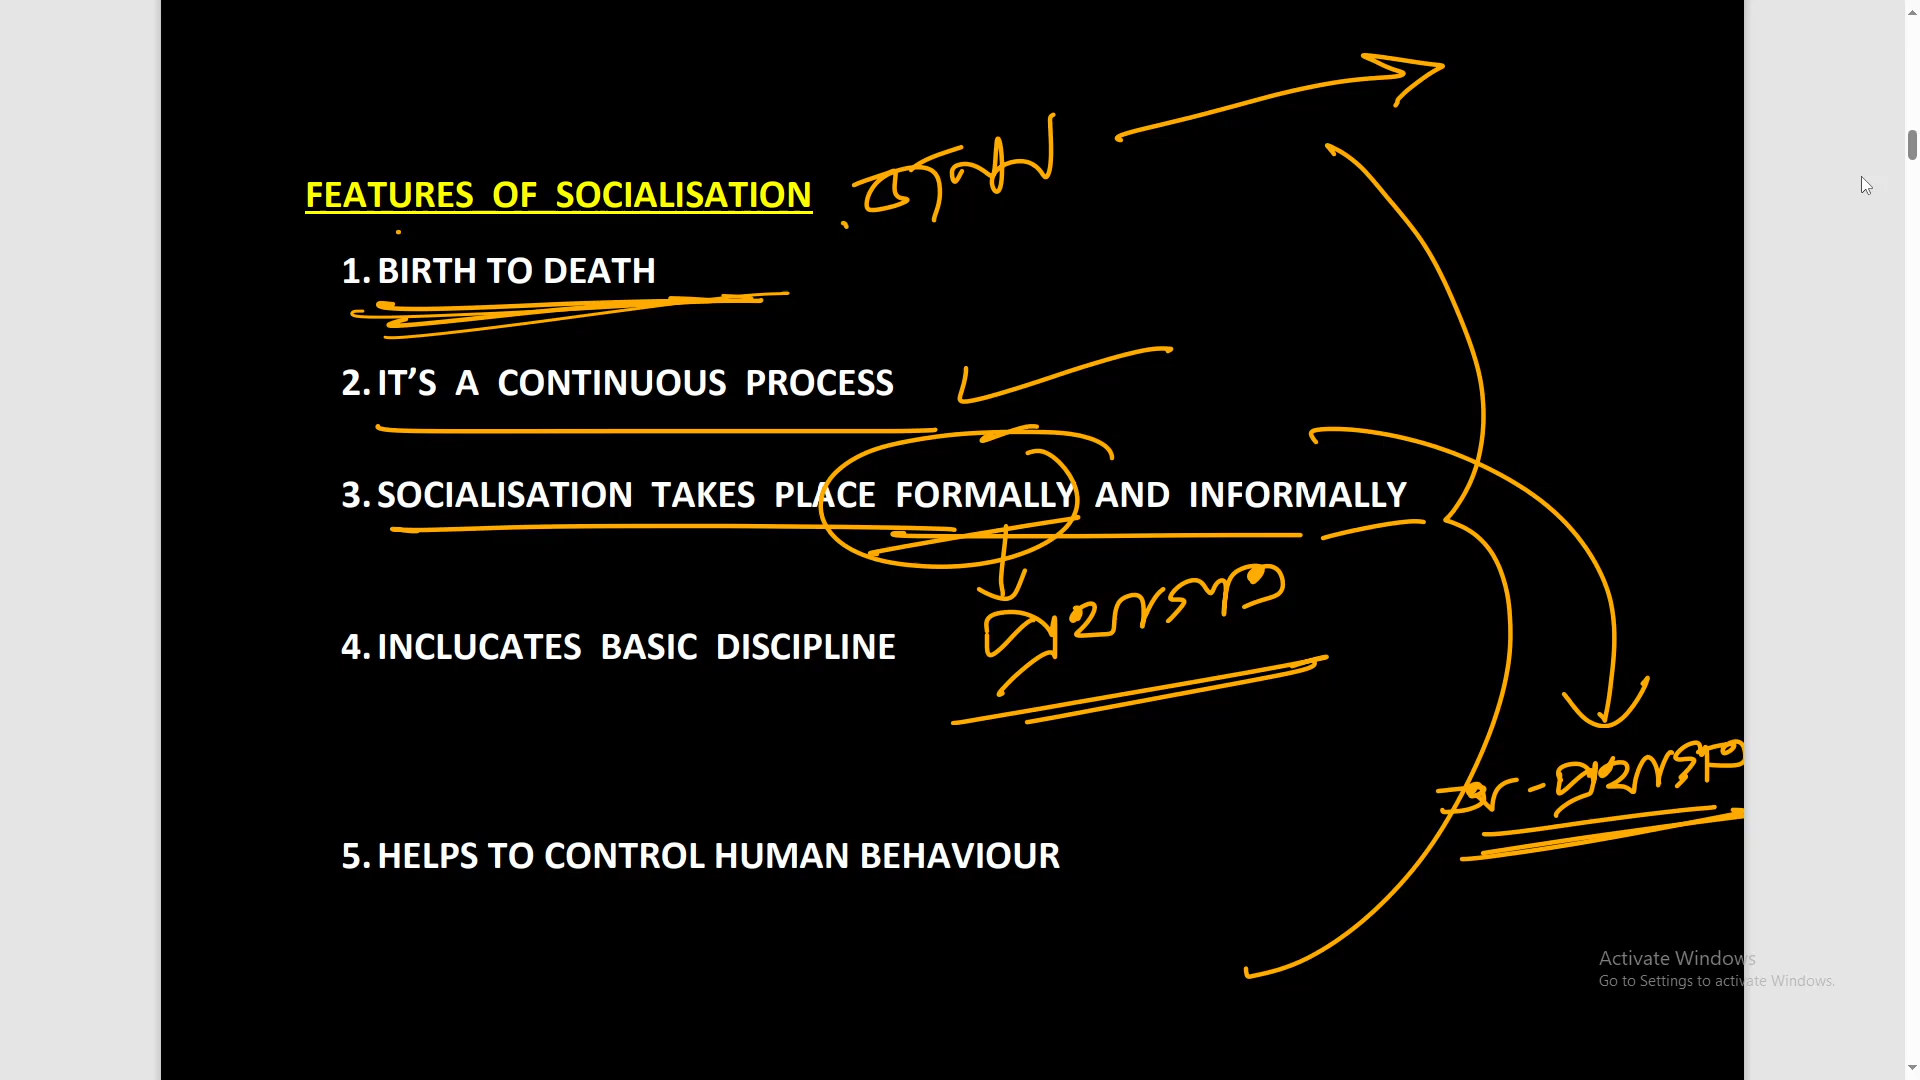 FEATURES OF SOCIALISATION
1. BIRTH TO DEATH
2. IT’S A CONTINUOUS PROCESS
3. SOCIALISATION TAKES PLACE FORMALLY AND INFORMALLY
4. INCLUCATES BASIC DISCIPLINE
5. HELPS TO CONTROL HUMAN BEHAVIOUR
Activate Windows
Go to Settings to activate Windows.